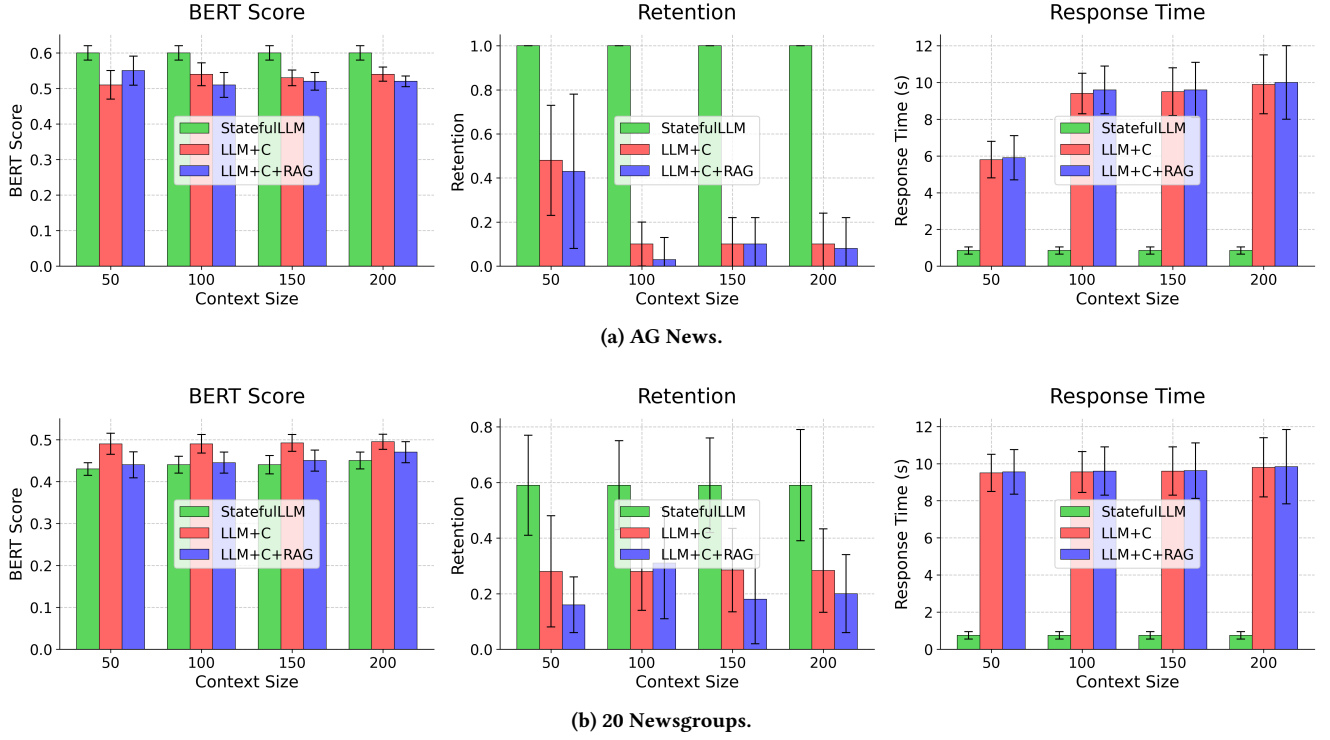 BERT Score
Retention
Response Time
BERT Score
0.6
0.5
0.4
0.3
0.2
0.1
0.0
StatefulLLM
LLM+C
LLM+C+RAG
50 100 150 200
Context Size
Retention
1.0
0.8
0.6
0.4
0.2
0.0
StatefulLLM
LLM+C
LLM+C+RAG
50 100 150 200
Context Size
Response Time (s)
12
10
8
6
4
2
0
StatefulLLM
LLM+C
LLM+C+RAG
50 100 150 200
Context Size
(a) AG News.
BERT Score
Retention
Response Time
BERT Score
0.5
0.4
0.3
0.2
0.1
0.0
StatefulLLM
LLM+C
LLM+C+RAG
50 100 150 200
Context Size
Retention
0.8
0.6
0.4
0.2
0.0
StatefulLLM
LLM+C
LLM+C+RAG
50 100 150 200
Context Size
Response Time (s)
12
10
8
6
4
2
0
StatefulLLM
LLM+C
LLM+C+RAG
50 100 150 200
Context Size
(b) 20 Newsgroups.